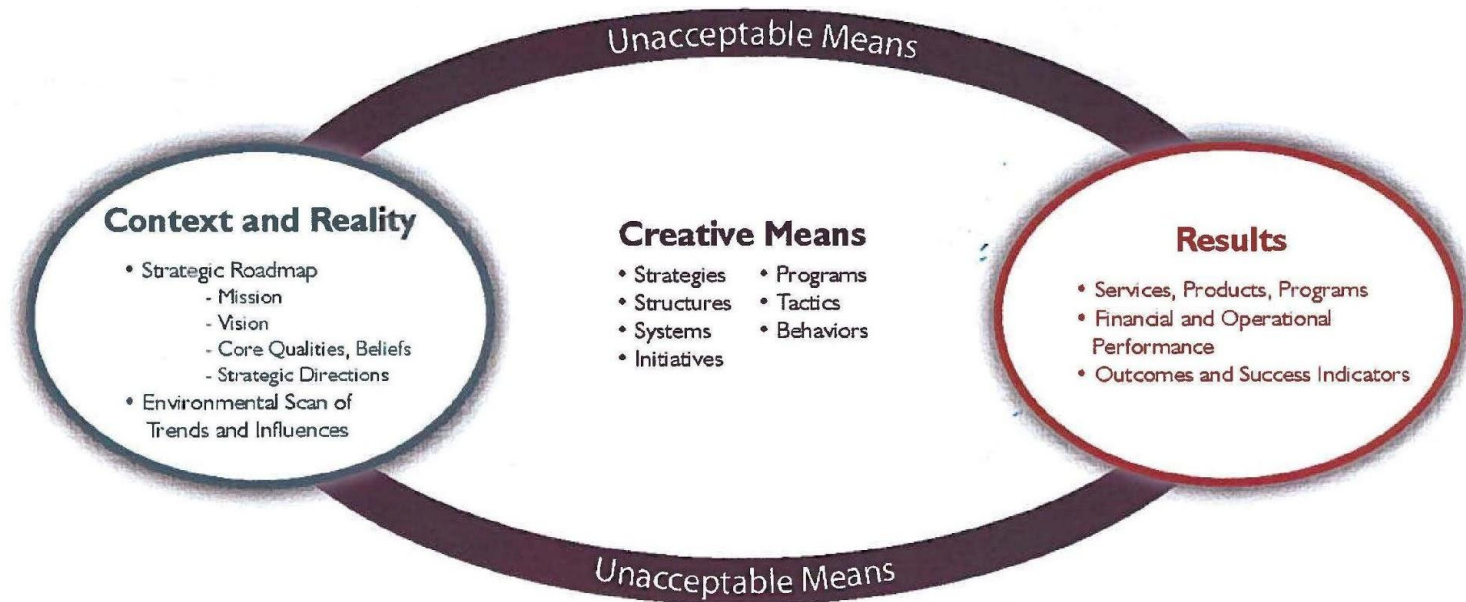 Unacceptable Means
Context and Reality
• Strategic Roadmap
- Mission
- Vision
- Core Qualities, Beliefs
- Strategic Directions
• Environmental Scan of
Trends and Influences
Creative Means
• Strategies
• Structures
• Systems
• Initiatives
• Programs
• Tactics
• Behaviors
Results
• Services, Products, Programs
• Financial and Operational
Performance
• Outcomes and Success Indicators
Unacceptable Means